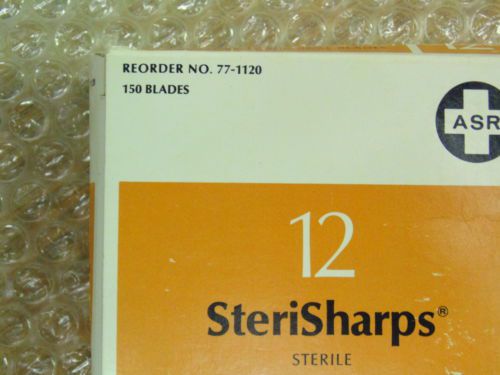 REORDER NO. 77-1120
150 BLADES
ASR
12
SteriSharps®
STERILE